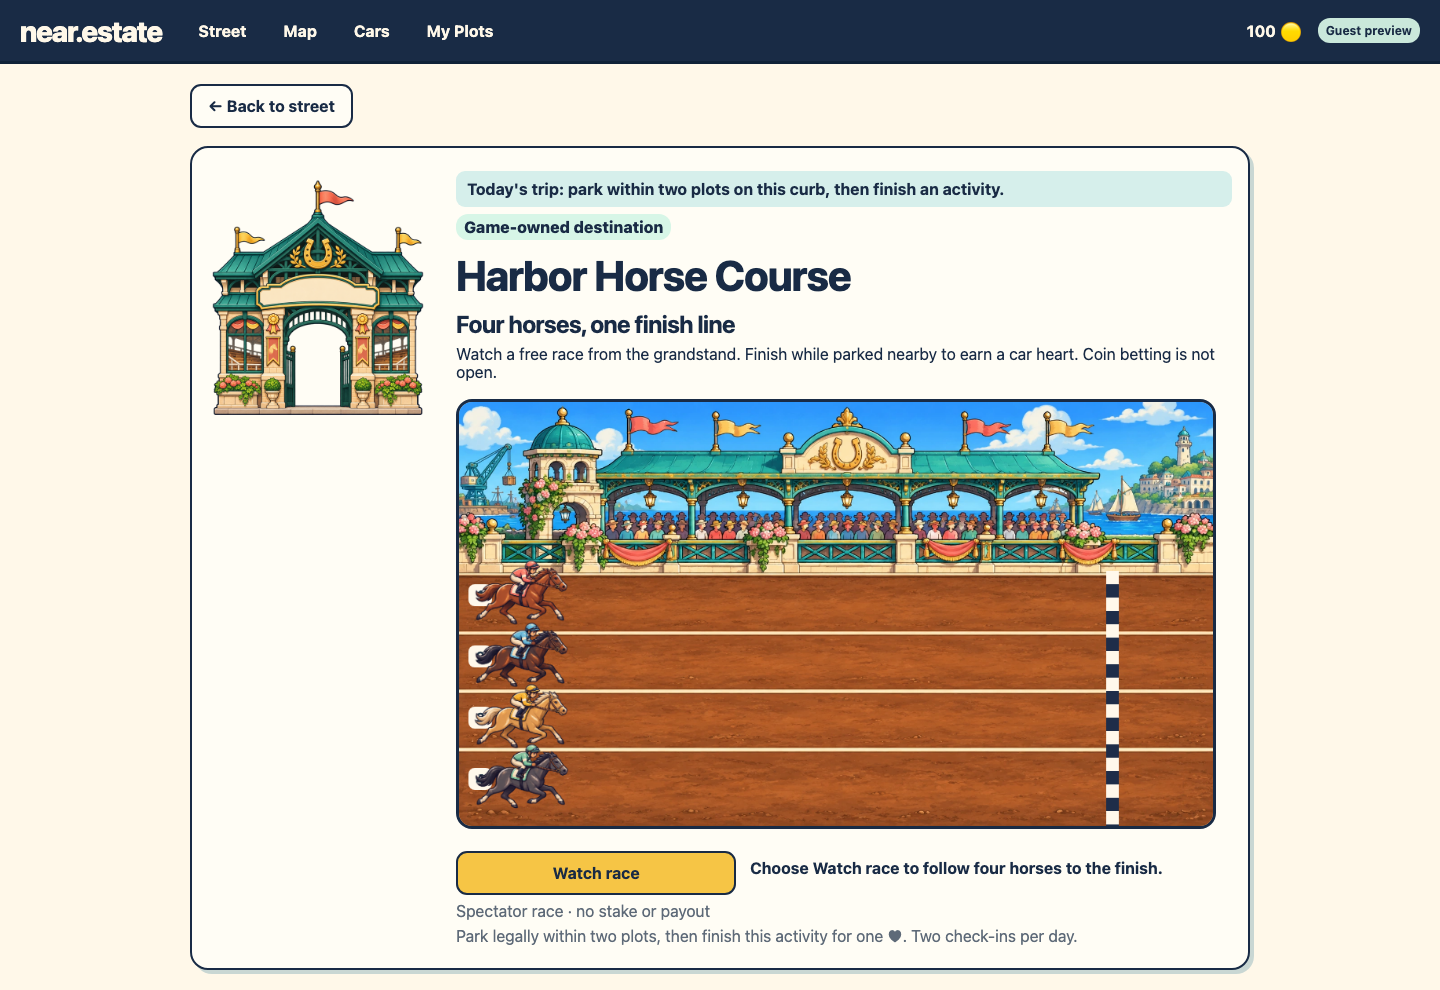 near.estate
Street
Map
Cars
My Plots
100
Guest preview
← Back to street
Today's trip: park within two plots on this curb, then finish an activity.
Game-owned destination
Harbor Horse Course
Four horses, one finish line
Watch a free race from the grandstand. Finish while parked nearby to earn a car heart. Coin betting is not
open.
Watch race
Choose Watch race to follow four horses to the finish.
Spectator race · no stake or payout
Park legally within two plots, then finish this activity for one ♥. Two check-ins per day.